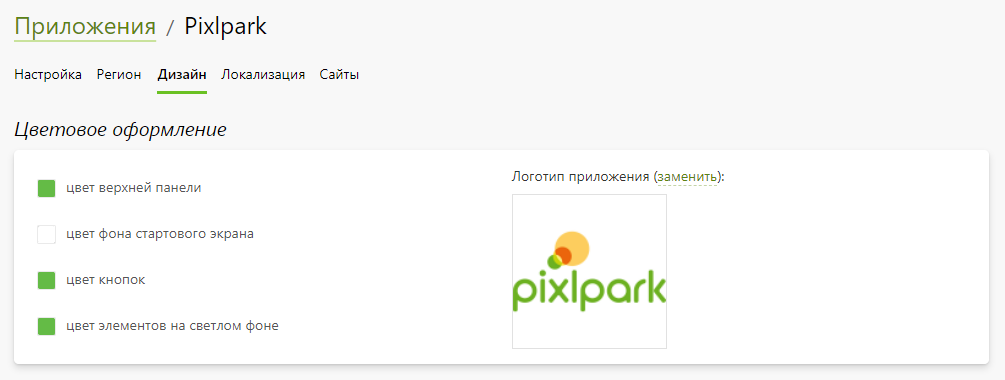 Приложения / Pixlpark
Настройка Регион Дизайн Локализация Сайты
Цветовое оформление
цвет верхней панели
цвет фона стартового экрана
цвет кнопок
цвет элементов на светлом фоне
Логотип приложения (заменить):
pixlpark